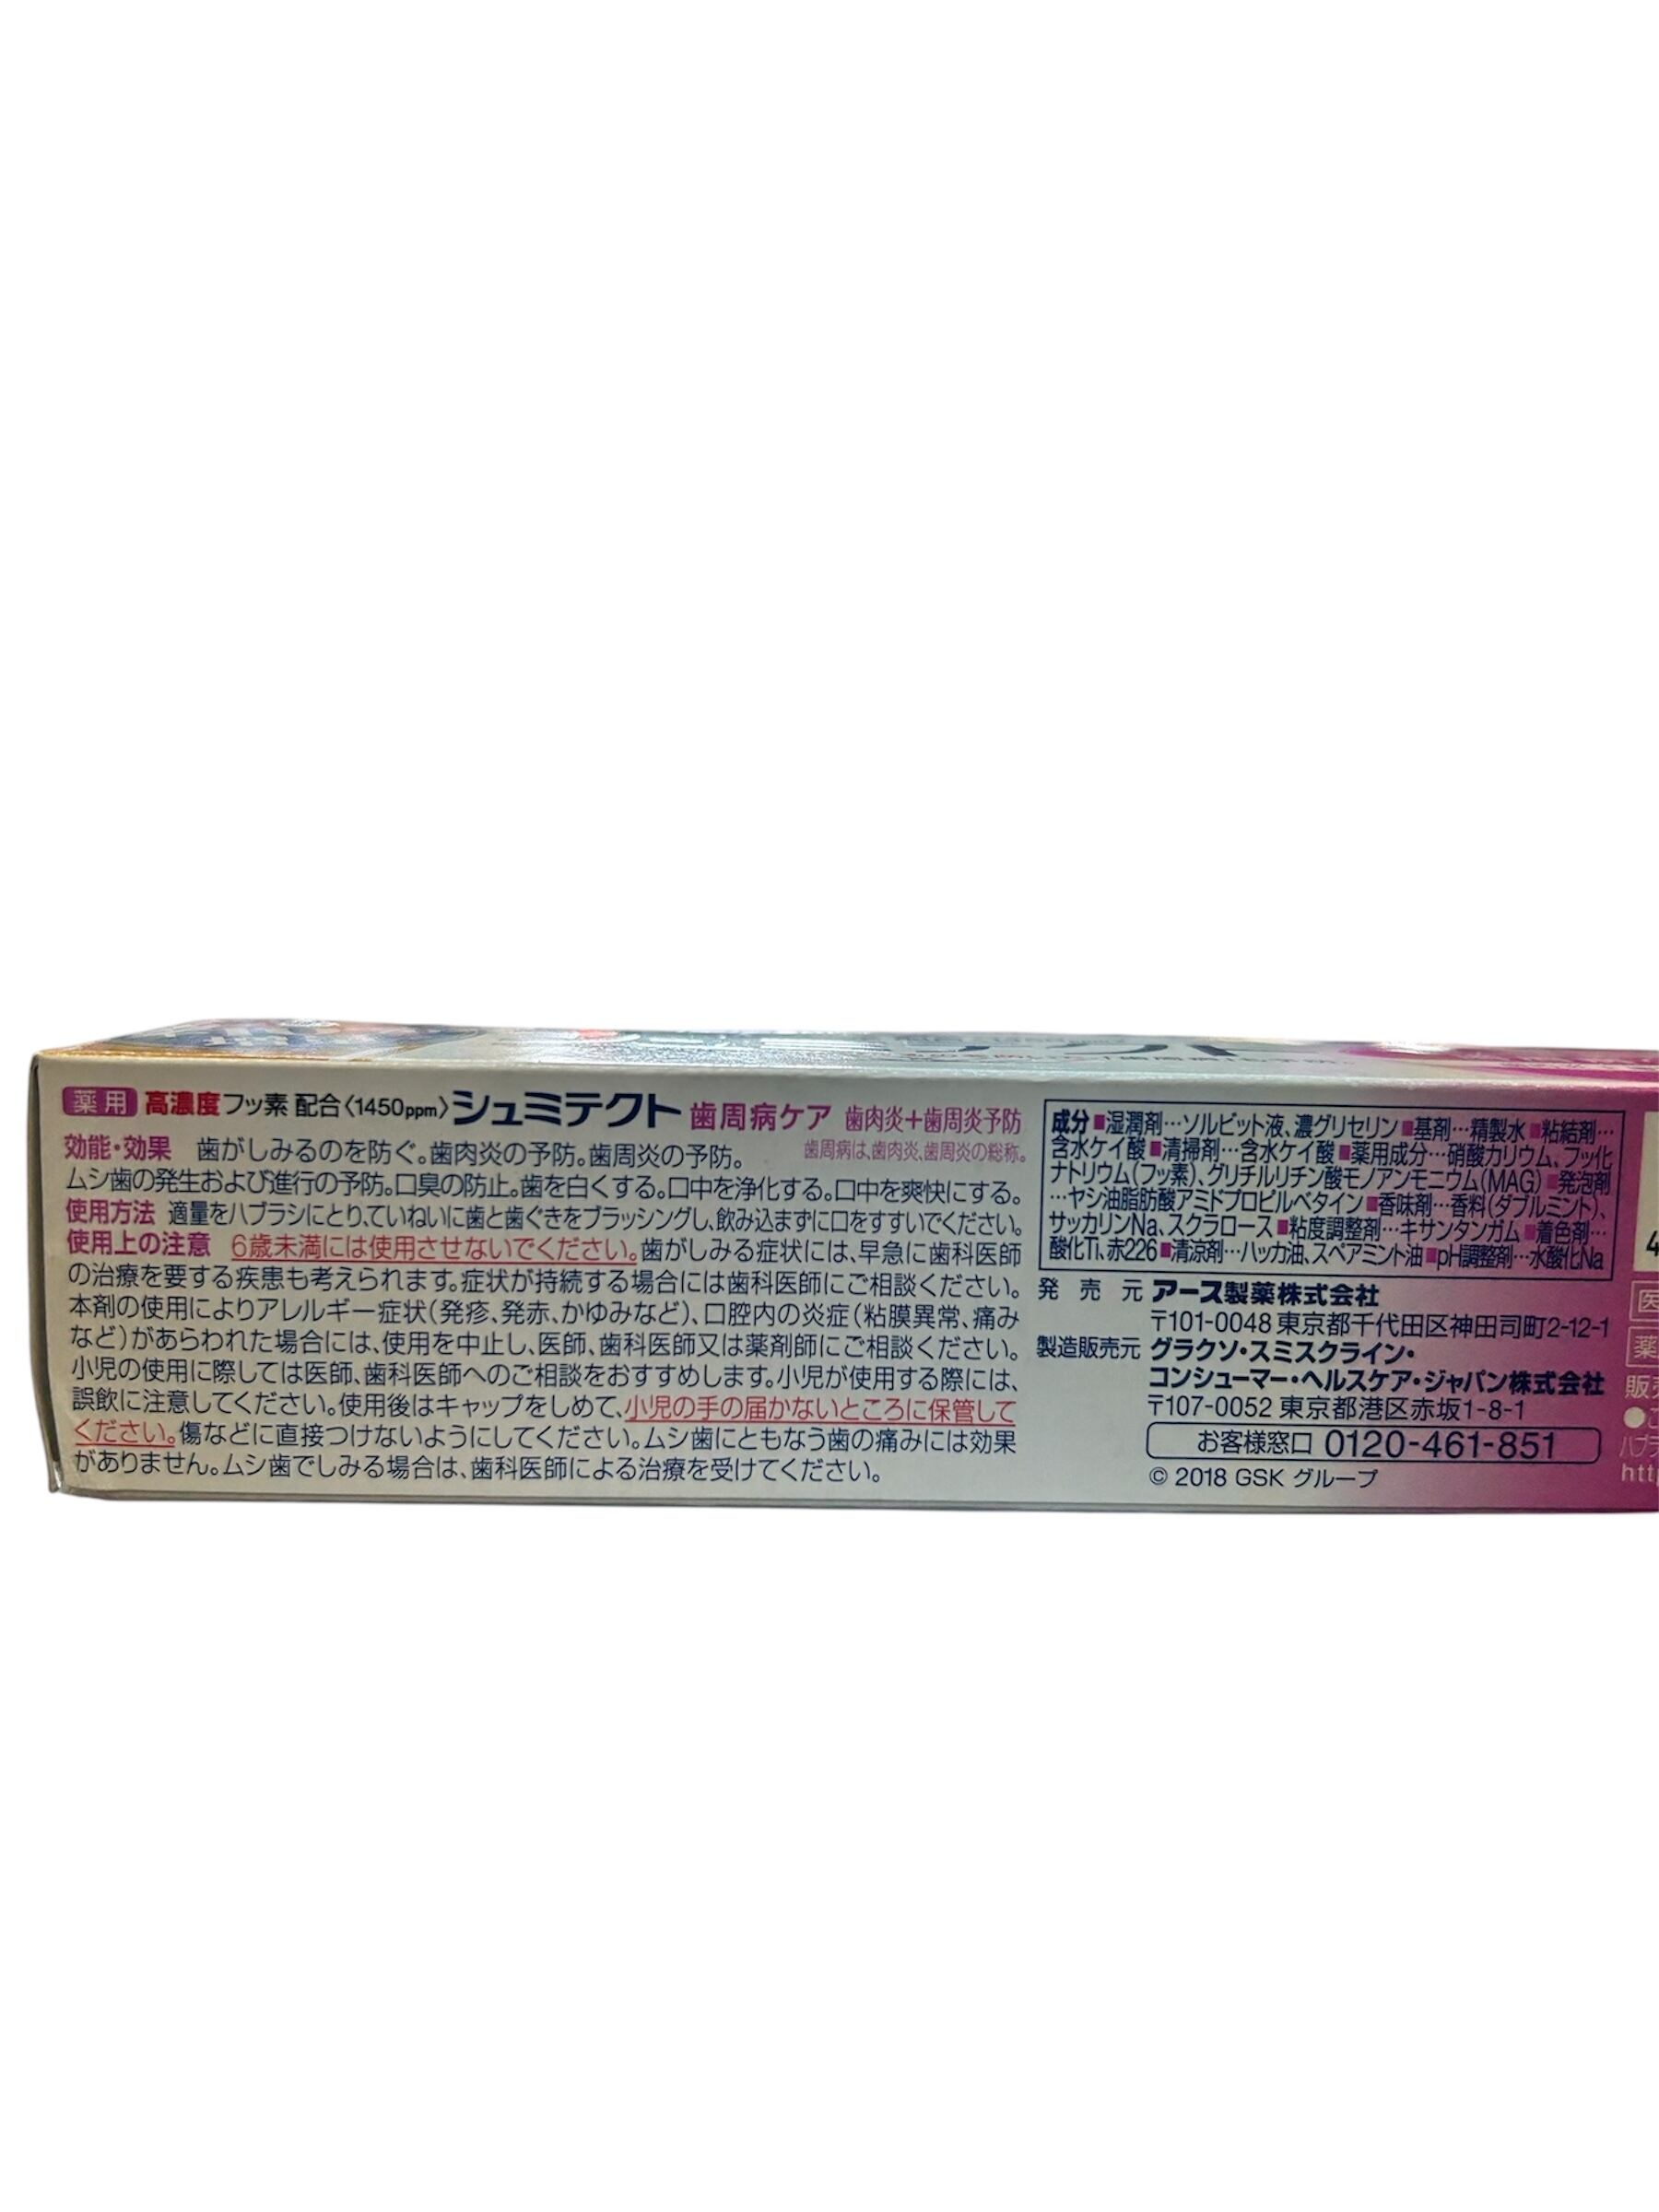 薬用 高濃度フッ素 配合〈1450ppm〉シュミテクト 歯周病ケア 歯肉炎+歯周炎予防
効能・効果 歯がしみるのを防ぐ。歯肉炎の予防。歯周炎の予防。 歯周病は、歯肉炎、歯周炎の総称。
ムシ歯の発生および進行の予防。口臭の防止。歯を白くする。口中を浄化する。口中を爽快にする。
使用方法 適量をハブラシにとり、ていねいに歯と歯ぐきをブラッシングし、飲み込まずに口をすすいでください。
使用上の注意 6歳未満には使用させないでください。歯がしみる症状には、早急に歯科医師
の治療を要する疾患も考えられます。症状が持続する場合には歯科医師にご相談ください。
本剤の使用によりアレルギー症状(発疹、発赤、かゆみなど)、口腔内の炎症(粘膜異常、痛み
など)があらわれた場合には、使用を中止し、医師、歯科医師又は薬剤師にご相談ください。
小児の使用に際しては医師、歯科医師へのご相談をおすすめします。小児が使用する際には、
誤飲に注意してください。使用後はキャップをしめて、小児の手の届かないところに保管して
ください。傷などに直接つけないようにしてください。ムシ歯にともなう歯の痛みには効果
がありません。ムシ歯でしみる場合は、歯科医師による治療を受けてください。
成分■湿潤剤…ソルビット液、濃グリセリン■基剤…精製水■粘結剤…
含水ケイ酸■清掃剤…含水ケイ酸■薬用成分…硝酸カリウム、フッ化
ナトリウム(フッ素)、グリチルリチン酸モノアンモニウム(MAG)■発泡剤
…ヤシ油脂肪酸アミドプロピルベタイン■香味剤…香料(ダブルミント)、
サッカリンNa、スクラロース■粘度調整剤…キサンタンガム■着色剤…
酸化Ti、赤226■清涼剤…ハッカ油、スペアミント油■pH調整剤…水酸化Na
発売元 アース製薬株式会社
〒101-0048 東京都千代田区神田司町2-12-1
製造販売元 グラクソ・スミスクライン・
コンシューマー・ヘルスケア・ジャパン株式会社
〒107-0052 東京都港区赤坂1-8-1
お客様窓口 0120-461-851
© 2018 GSK グループ
4
医
薬
販売
●こ
ハブラ
http